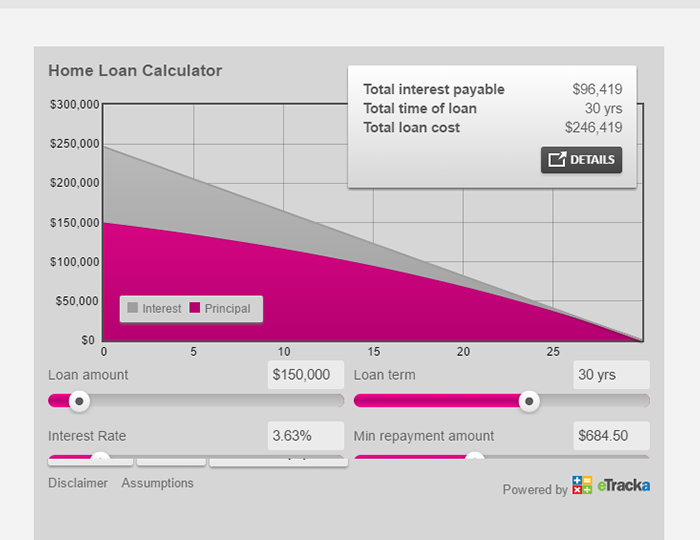 Home Loan Calculator
Total interest payable $96,419
Total time of loan 30 yrs
Total loan cost $246,419
DETAILS
$300,000
$250,000
$200,000
$150,000
$100,000
$50,000
$0
Interest Principal
0 5 10 15 20 25
Loan amount $150,000 Loan term 30 yrs
Interest Rate 3.63% Min repayment amount $684.50
Disclaimer Assumptions
Powered by eTracka